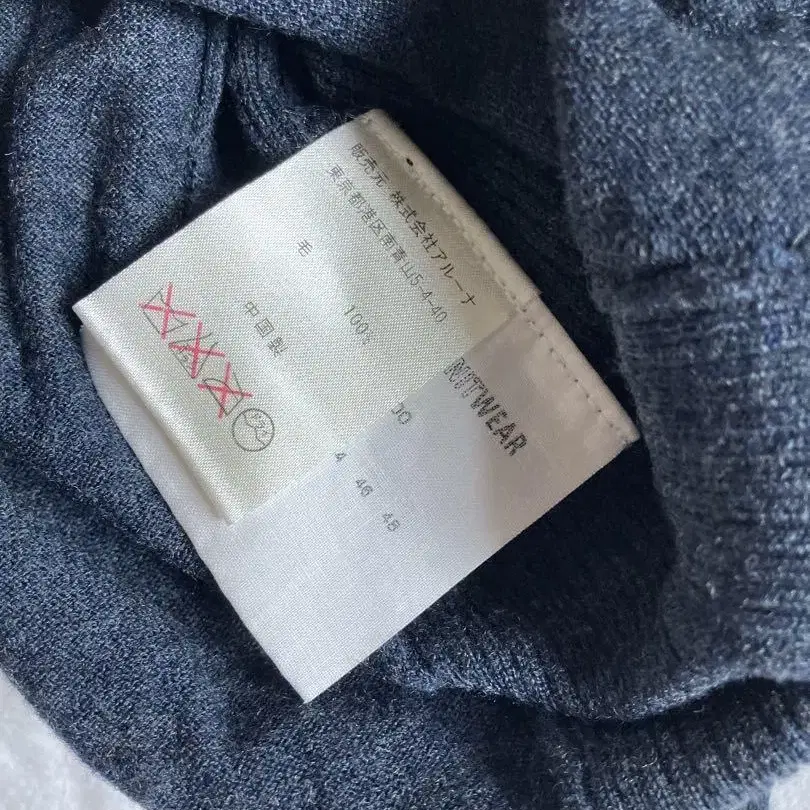 販売元 株式会社アルーナ
東京都港区南青山5-4-40
毛 100%
中国製
KNITWEAR
00
4 46 48